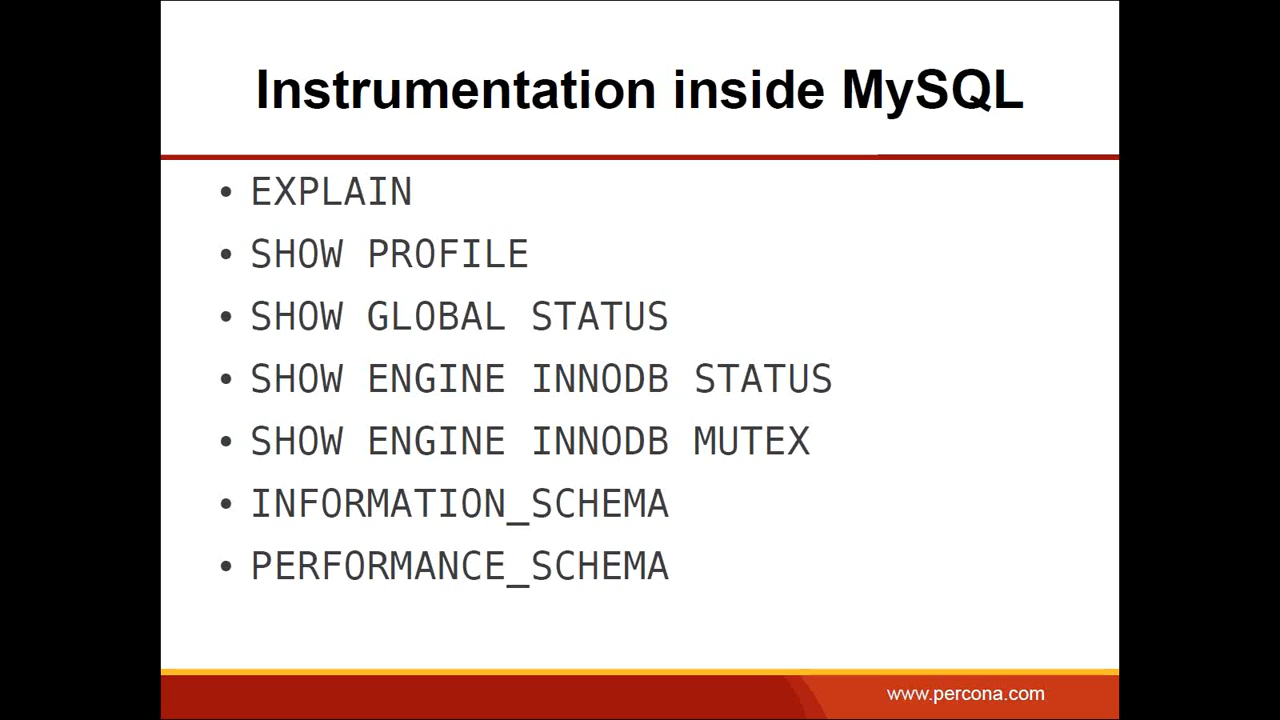 Instrumentation inside MySQL
• EXPLAIN
• SHOW PROFILE
• SHOW GLOBAL STATUS
• SHOW ENGINE INNODB STATUS
• SHOW ENGINE INNODB MUTEX
• INFORMATION_SCHEMA
• PERFORMANCE_SCHEMA
www.percona.com